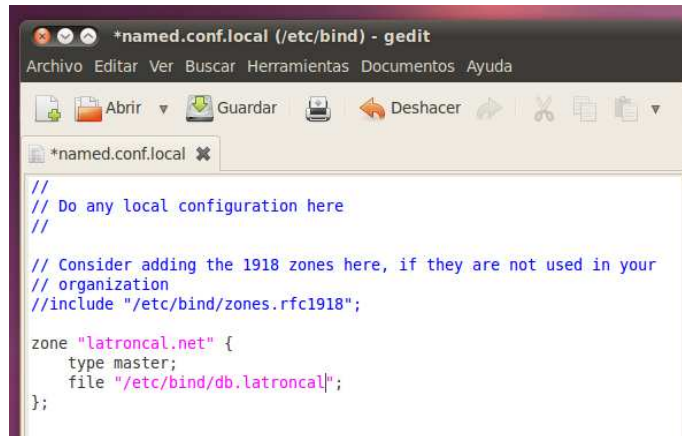 *named.conf.local (/etc/bind) - gedit
Archivo Editar Ver Buscar Herramientas Documentos Ayuda
Abrir Guardar Deshacer
*named.conf.local
//
// Do any local configuration here
//
// Consider adding the 1918 zones here, if they are not used in your
// organization
//include "/etc/bind/zones.rfc1918";
zone "latroncal.net" {
type master;
file "/etc/bind/db.latroncal";
};